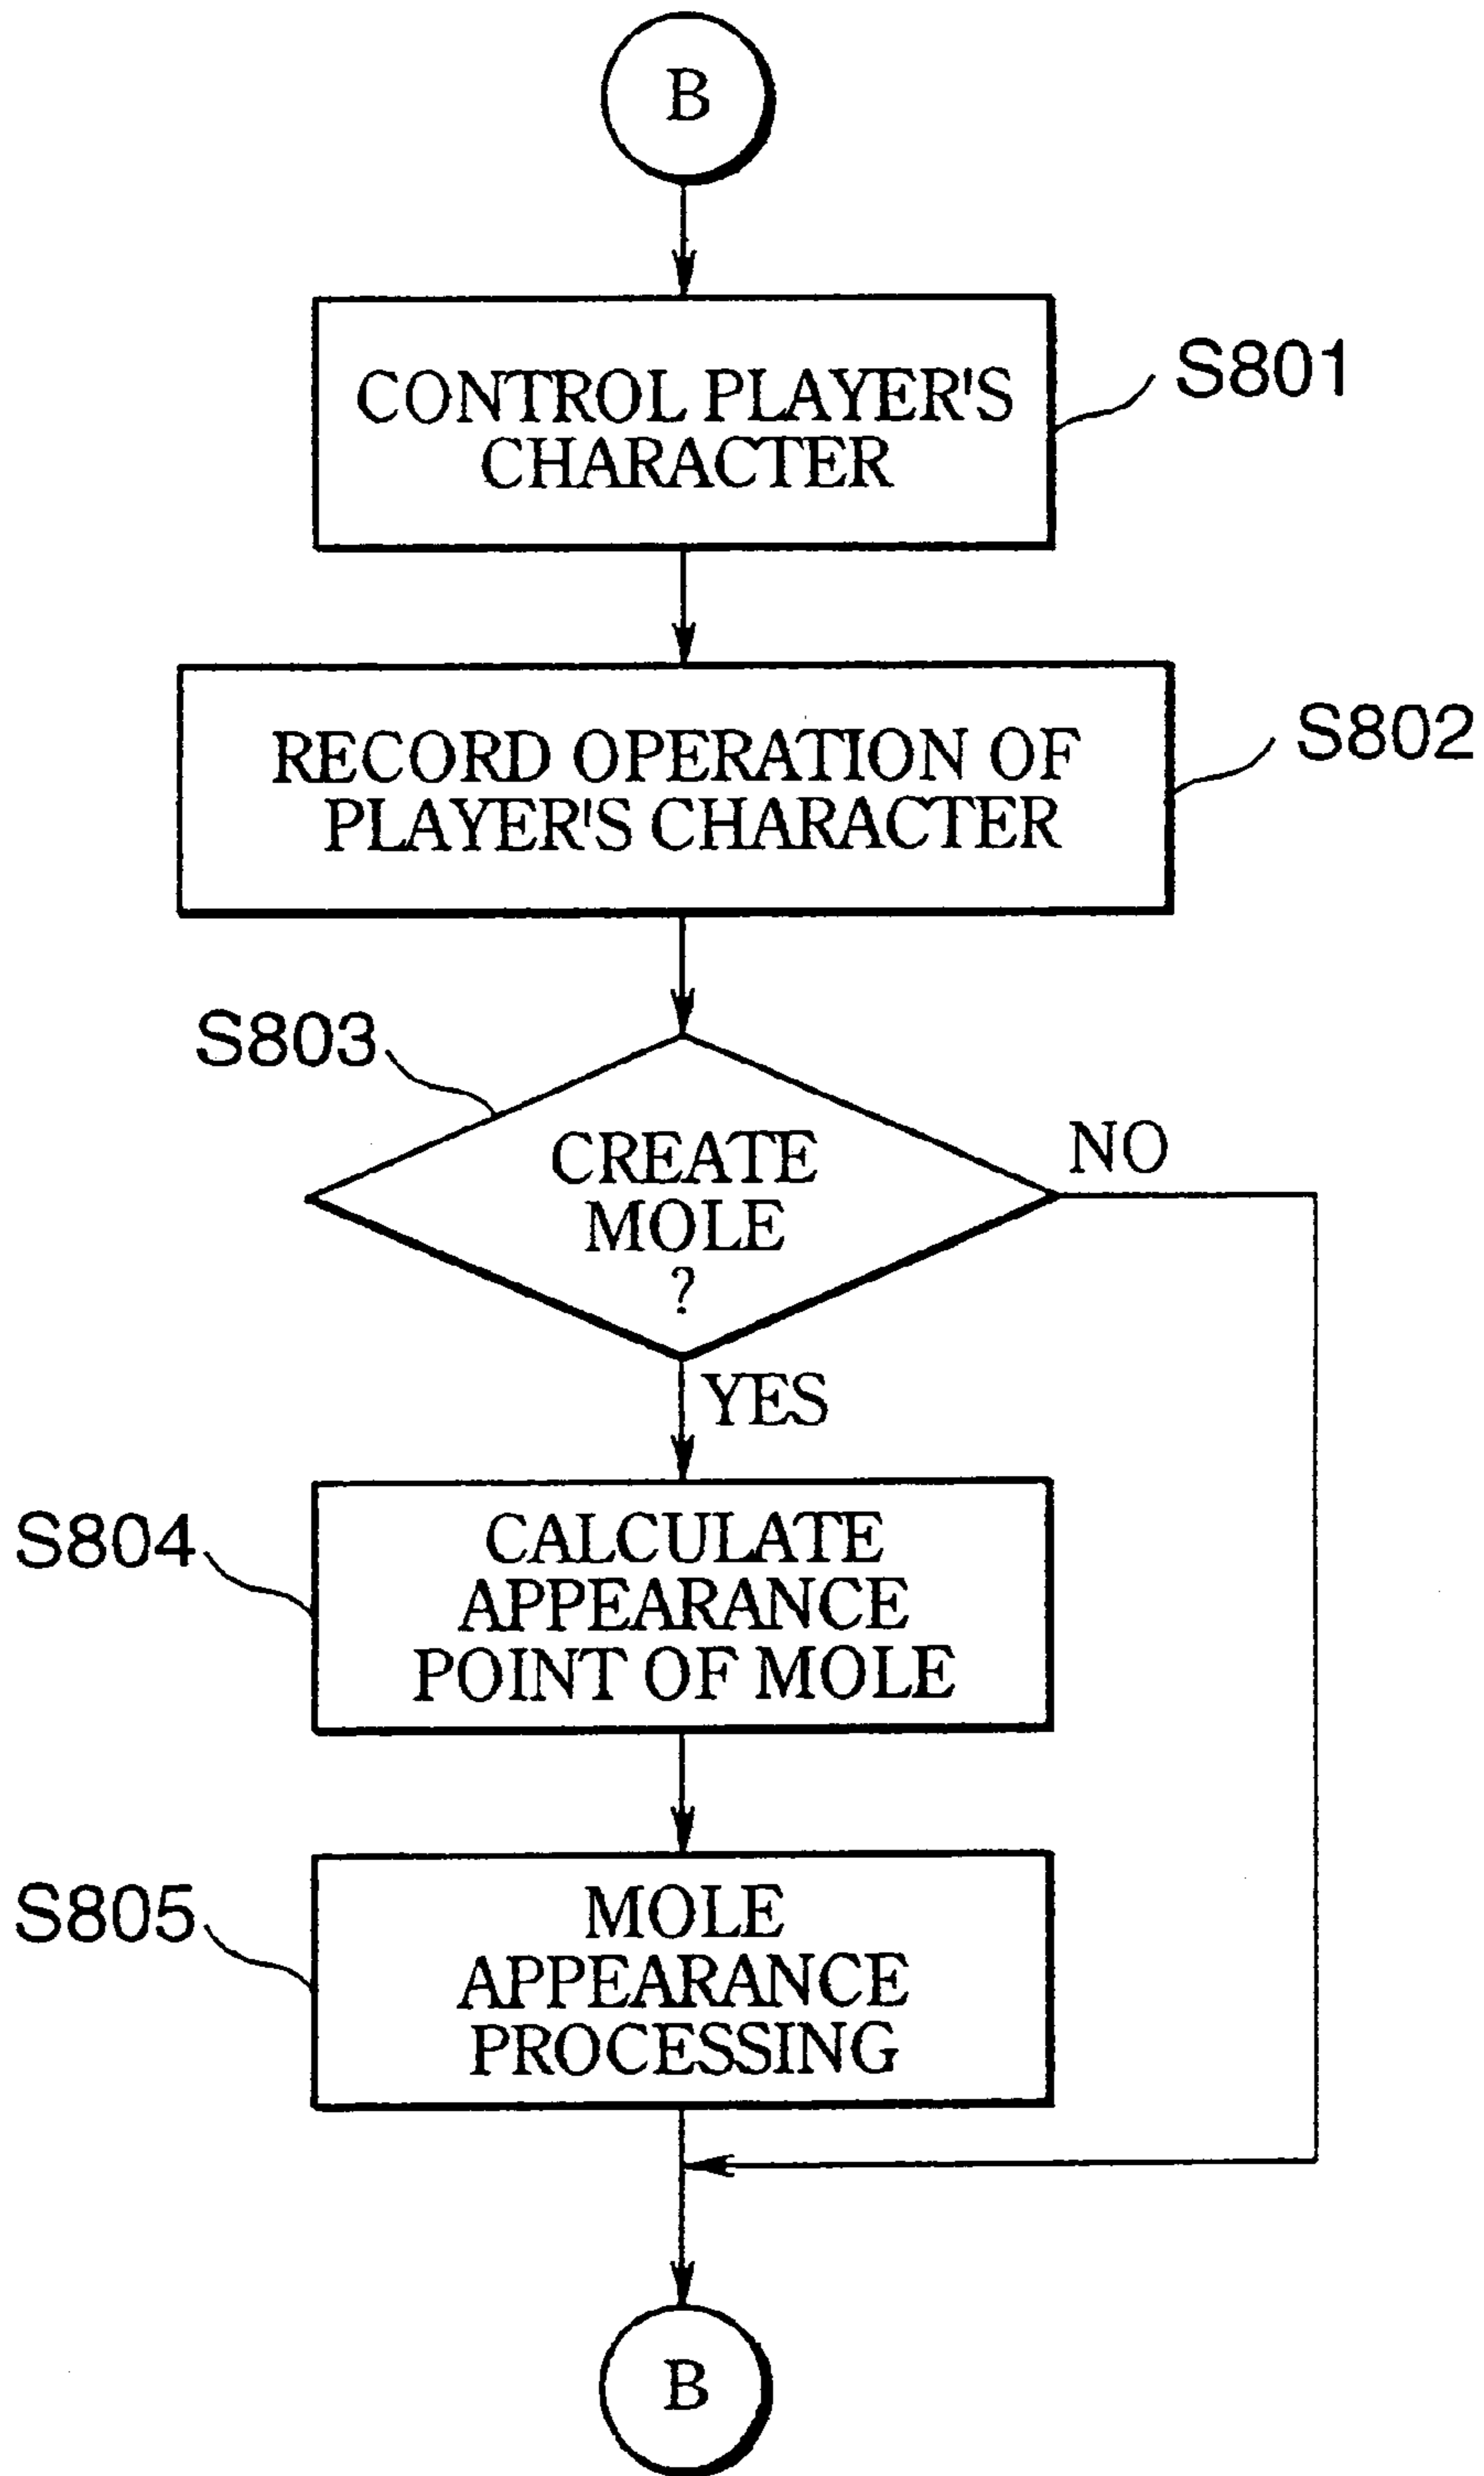 B
CONTROL PLAYER'S
CHARACTER
S801
RECORD OPERATION OF
PLAYER'S CHARACTER
S802
S803
CREATE
MOLE
?
NO
YES
S804
CALCULATE
APPEARANCE
POINT OF MOLE
S805
MOLE
APPEARANCE
PROCESSING
B